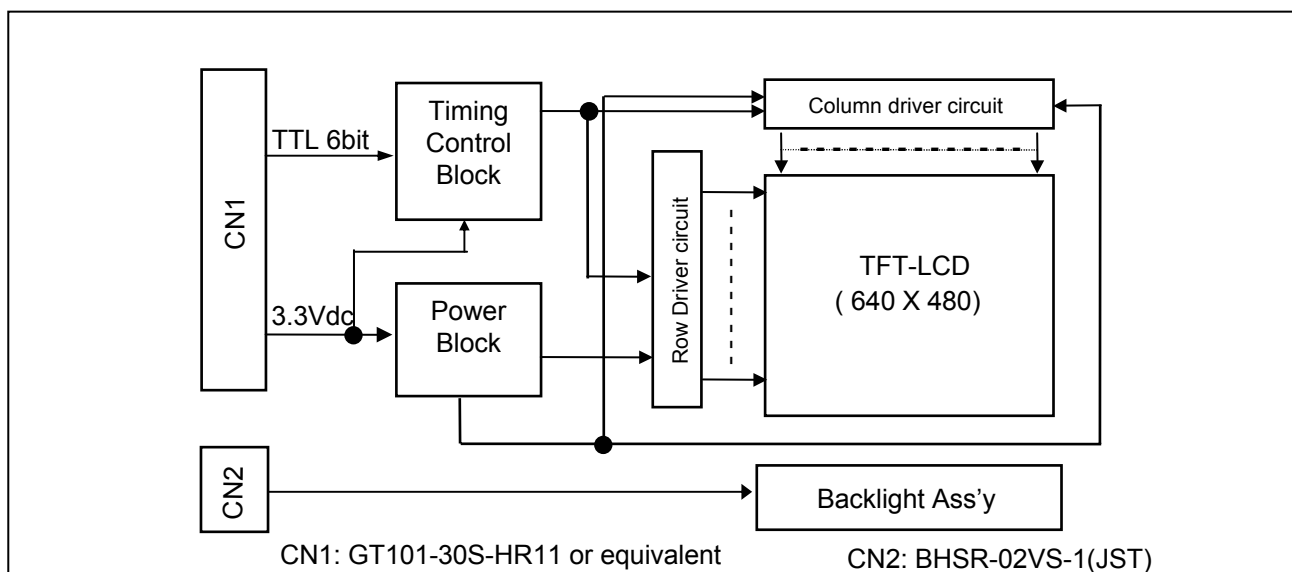 CN1
TTL 6bit
3.3Vdc
Timing
Control
Block
Power
Block
Row Driver circuit
Column driver circuit
TFT-LCD
( 640 X 480)
CN2
Backlight Ass’y
CN1: GT101-30S-HR11 or equivalent
CN2: BHSR-02VS-1(JST)